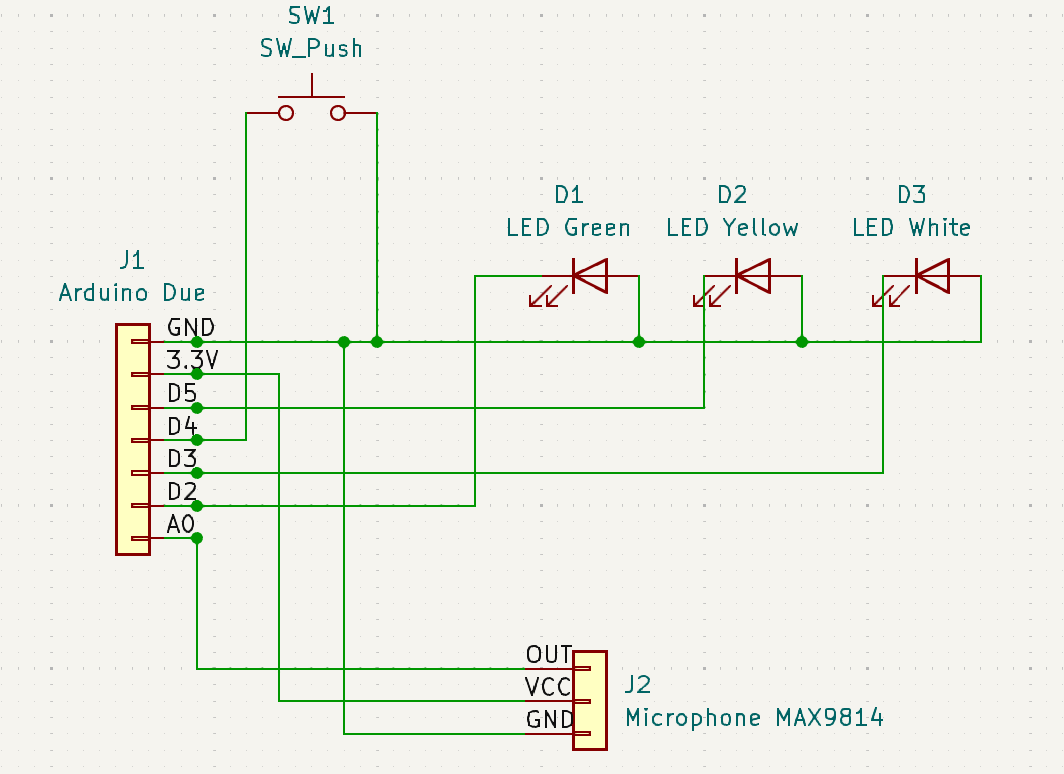 SW1
SW_Push
D1
LED Green
D2
LED Yellow
D3
LED White
J1
Arduino Due
GND
3.3V
D5
D4
D3
D2
A0
OUT
VCC
GND
J2
Microphone MAX9814